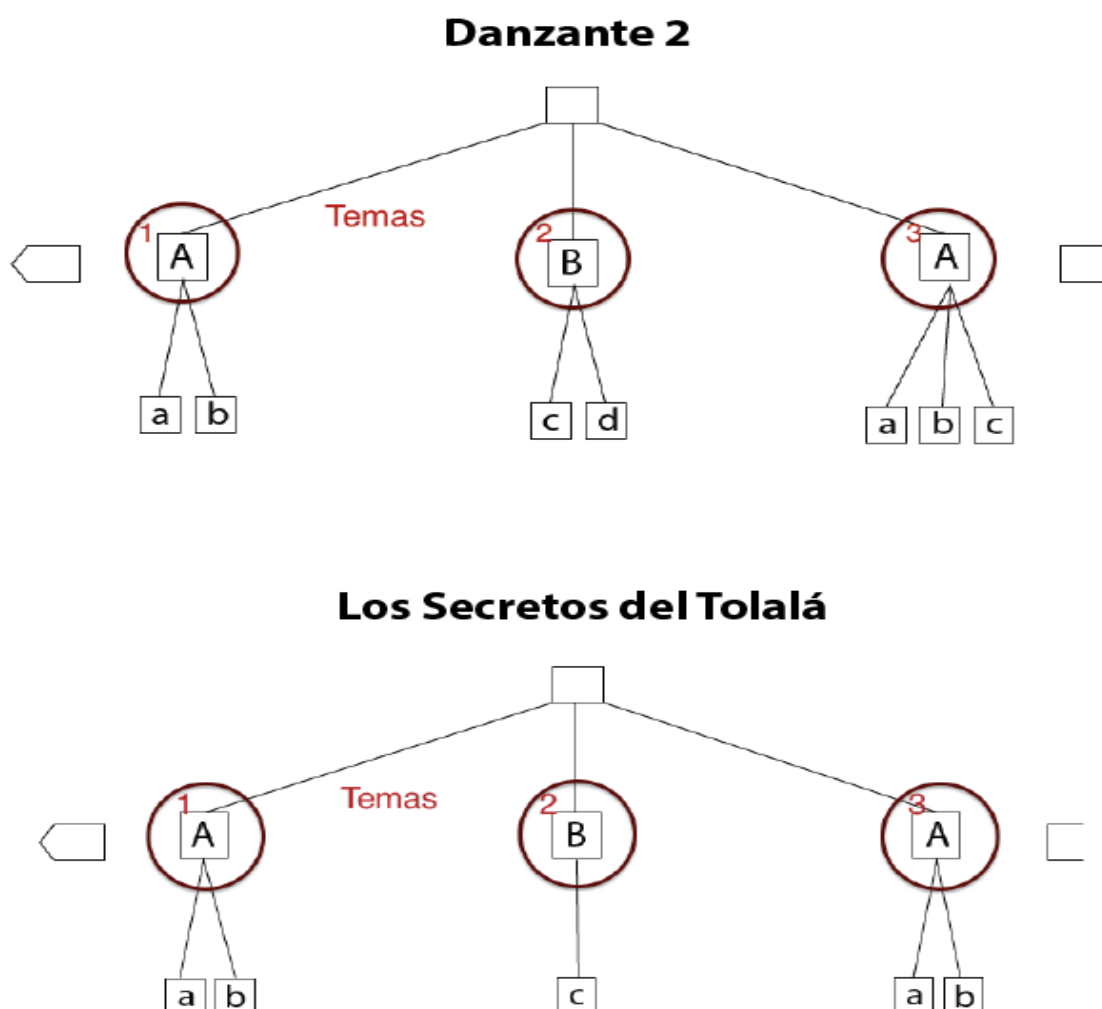 Danzante 2
Temas
1 2 3
A B A
a b c d a b c
Los Secretos del Tolalá
Temas
1 2 3
A B A
a b c a b